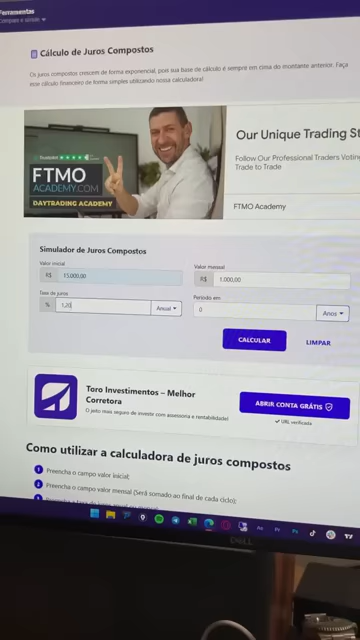 Ferramentas
Compare e simule
Cálculo de Juros Compostos
Os juros compostos crescem de forma exponencial, pois sua base de cálculo é sempre em cima do montante anterior. Faça
esse cálculo financeiro de forma simples utilizando nossa calculadora!
Trustpilot
FTMO
ACADEMY.COM
DAYTRADING ACADEMY
Our Unique Trading St
Follow Our Professional Traders Voting
Trade to Trade
FTMO Academy
Simulador de Juros Compostos
Valor inicial
R$ 15.000,00
Valor mensal
R$ 1.000,00
Taxa de juros
% 1,20 Anual
Período em
0 Anos
CALCULAR
LIMPAR
Toro Investimentos – Melhor
Corretora
O jeito mais seguro de investir com assessoria e rentabilidade!
ABRIR CONTA GRÁTIS
URL verificada
Como utilizar a calculadora de juros compostos
1 Preencha o campo valor inicial;
2 Preencha o campo valor mensal (Será somado ao final de cada ciclo);
DELL